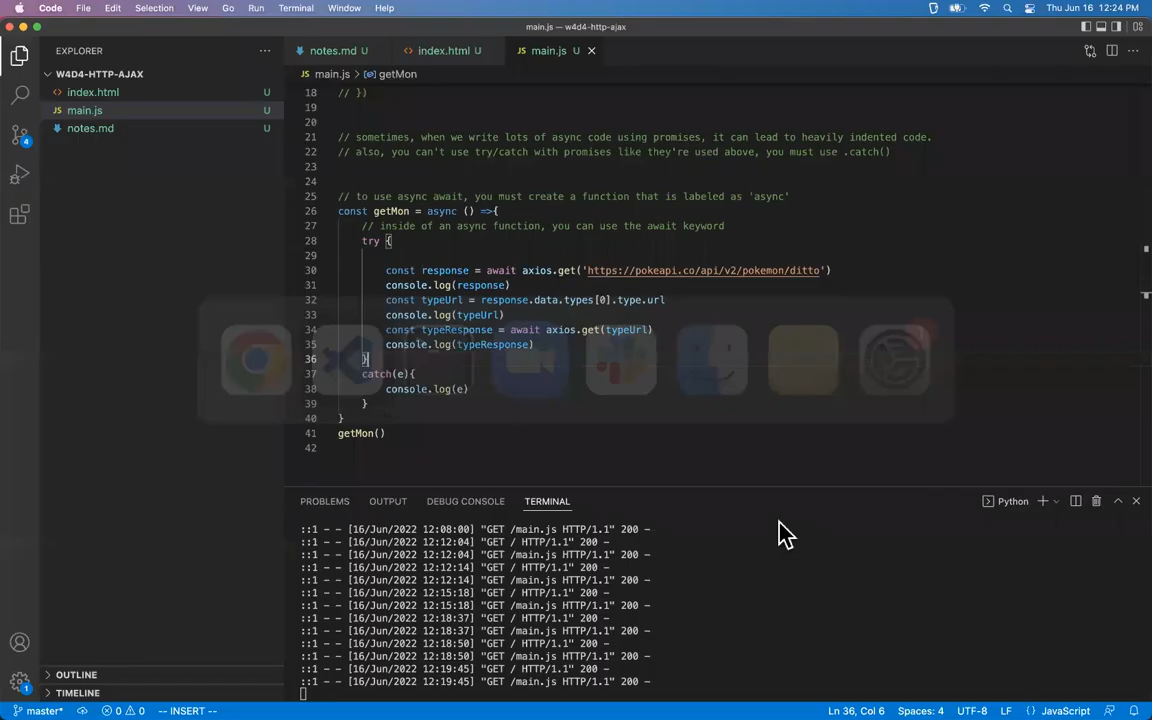 Code File Edit Selection View Go Run Terminal Window Help Thu Jun 16 12:24 PM
main.js — w4d4-http-ajax
EXPLORER
notes.md U index.html U JS main.js U
W4D4-HTTP-AJAX
JS main.js > getMon
index.html U
JS main.js U
notes.md U
18 // })
19
20
21 // sometimes, when we write lots of async code using promises, it can lead to heavily indented code.
22 // also, you can't use try/catch with promises like they're used above, you must use .catch()
23
24
25 // to use async await, you must create a function that is labeled as 'async'
26 const getMon = async () =>{
27 // inside of an async function, you can use the await keyword
28 try {
29
30 const response = await axios.get('https://pokeapi.co/api/v2/pokemon/ditto')
31 console.log(response)
32 const typeUrl = response.data.types[0].type.url
33 console.log(typeUrl)
34 const typeResponse = await axios.get(typeUrl)
35 console.log(typeResponse)
36 }
37 catch(e){
38 console.log(e)
39 }
40 }
41 getMon()
42
4
PROBLEMS OUTPUT DEBUG CONSOLE TERMINAL Python
::1 - - [16/Jun/2022 12:08:00] "GET /main.js HTTP/1.1" 200 -
::1 - - [16/Jun/2022 12:12:04] "GET / HTTP/1.1" 200 -
::1 - - [16/Jun/2022 12:12:04] "GET /main.js HTTP/1.1" 200 -
::1 - - [16/Jun/2022 12:12:14] "GET / HTTP/1.1" 200 -
::1 - - [16/Jun/2022 12:12:14] "GET /main.js HTTP/1.1" 200 -
::1 - - [16/Jun/2022 12:15:18] "GET / HTTP/1.1" 200 -
::1 - - [16/Jun/2022 12:15:18] "GET /main.js HTTP/1.1" 200 -
::1 - - [16/Jun/2022 12:18:37] "GET / HTTP/1.1" 200 -
::1 - - [16/Jun/2022 12:18:37] "GET /main.js HTTP/1.1" 200 -
::1 - - [16/Jun/2022 12:18:50] "GET / HTTP/1.1" 200 -
::1 - - [16/Jun/2022 12:18:50] "GET /main.js HTTP/1.1" 200 -
::1 - - [16/Jun/2022 12:19:45] "GET / HTTP/1.1" 200 -
::1 - - [16/Jun/2022 12:19:45] "GET /main.js HTTP/1.1" 200 -
OUTLINE
1
TIMELINE
master* 0 0 -- INSERT -- Ln 36, Col 6 Spaces: 4 UTF-8 LF {} JavaScript